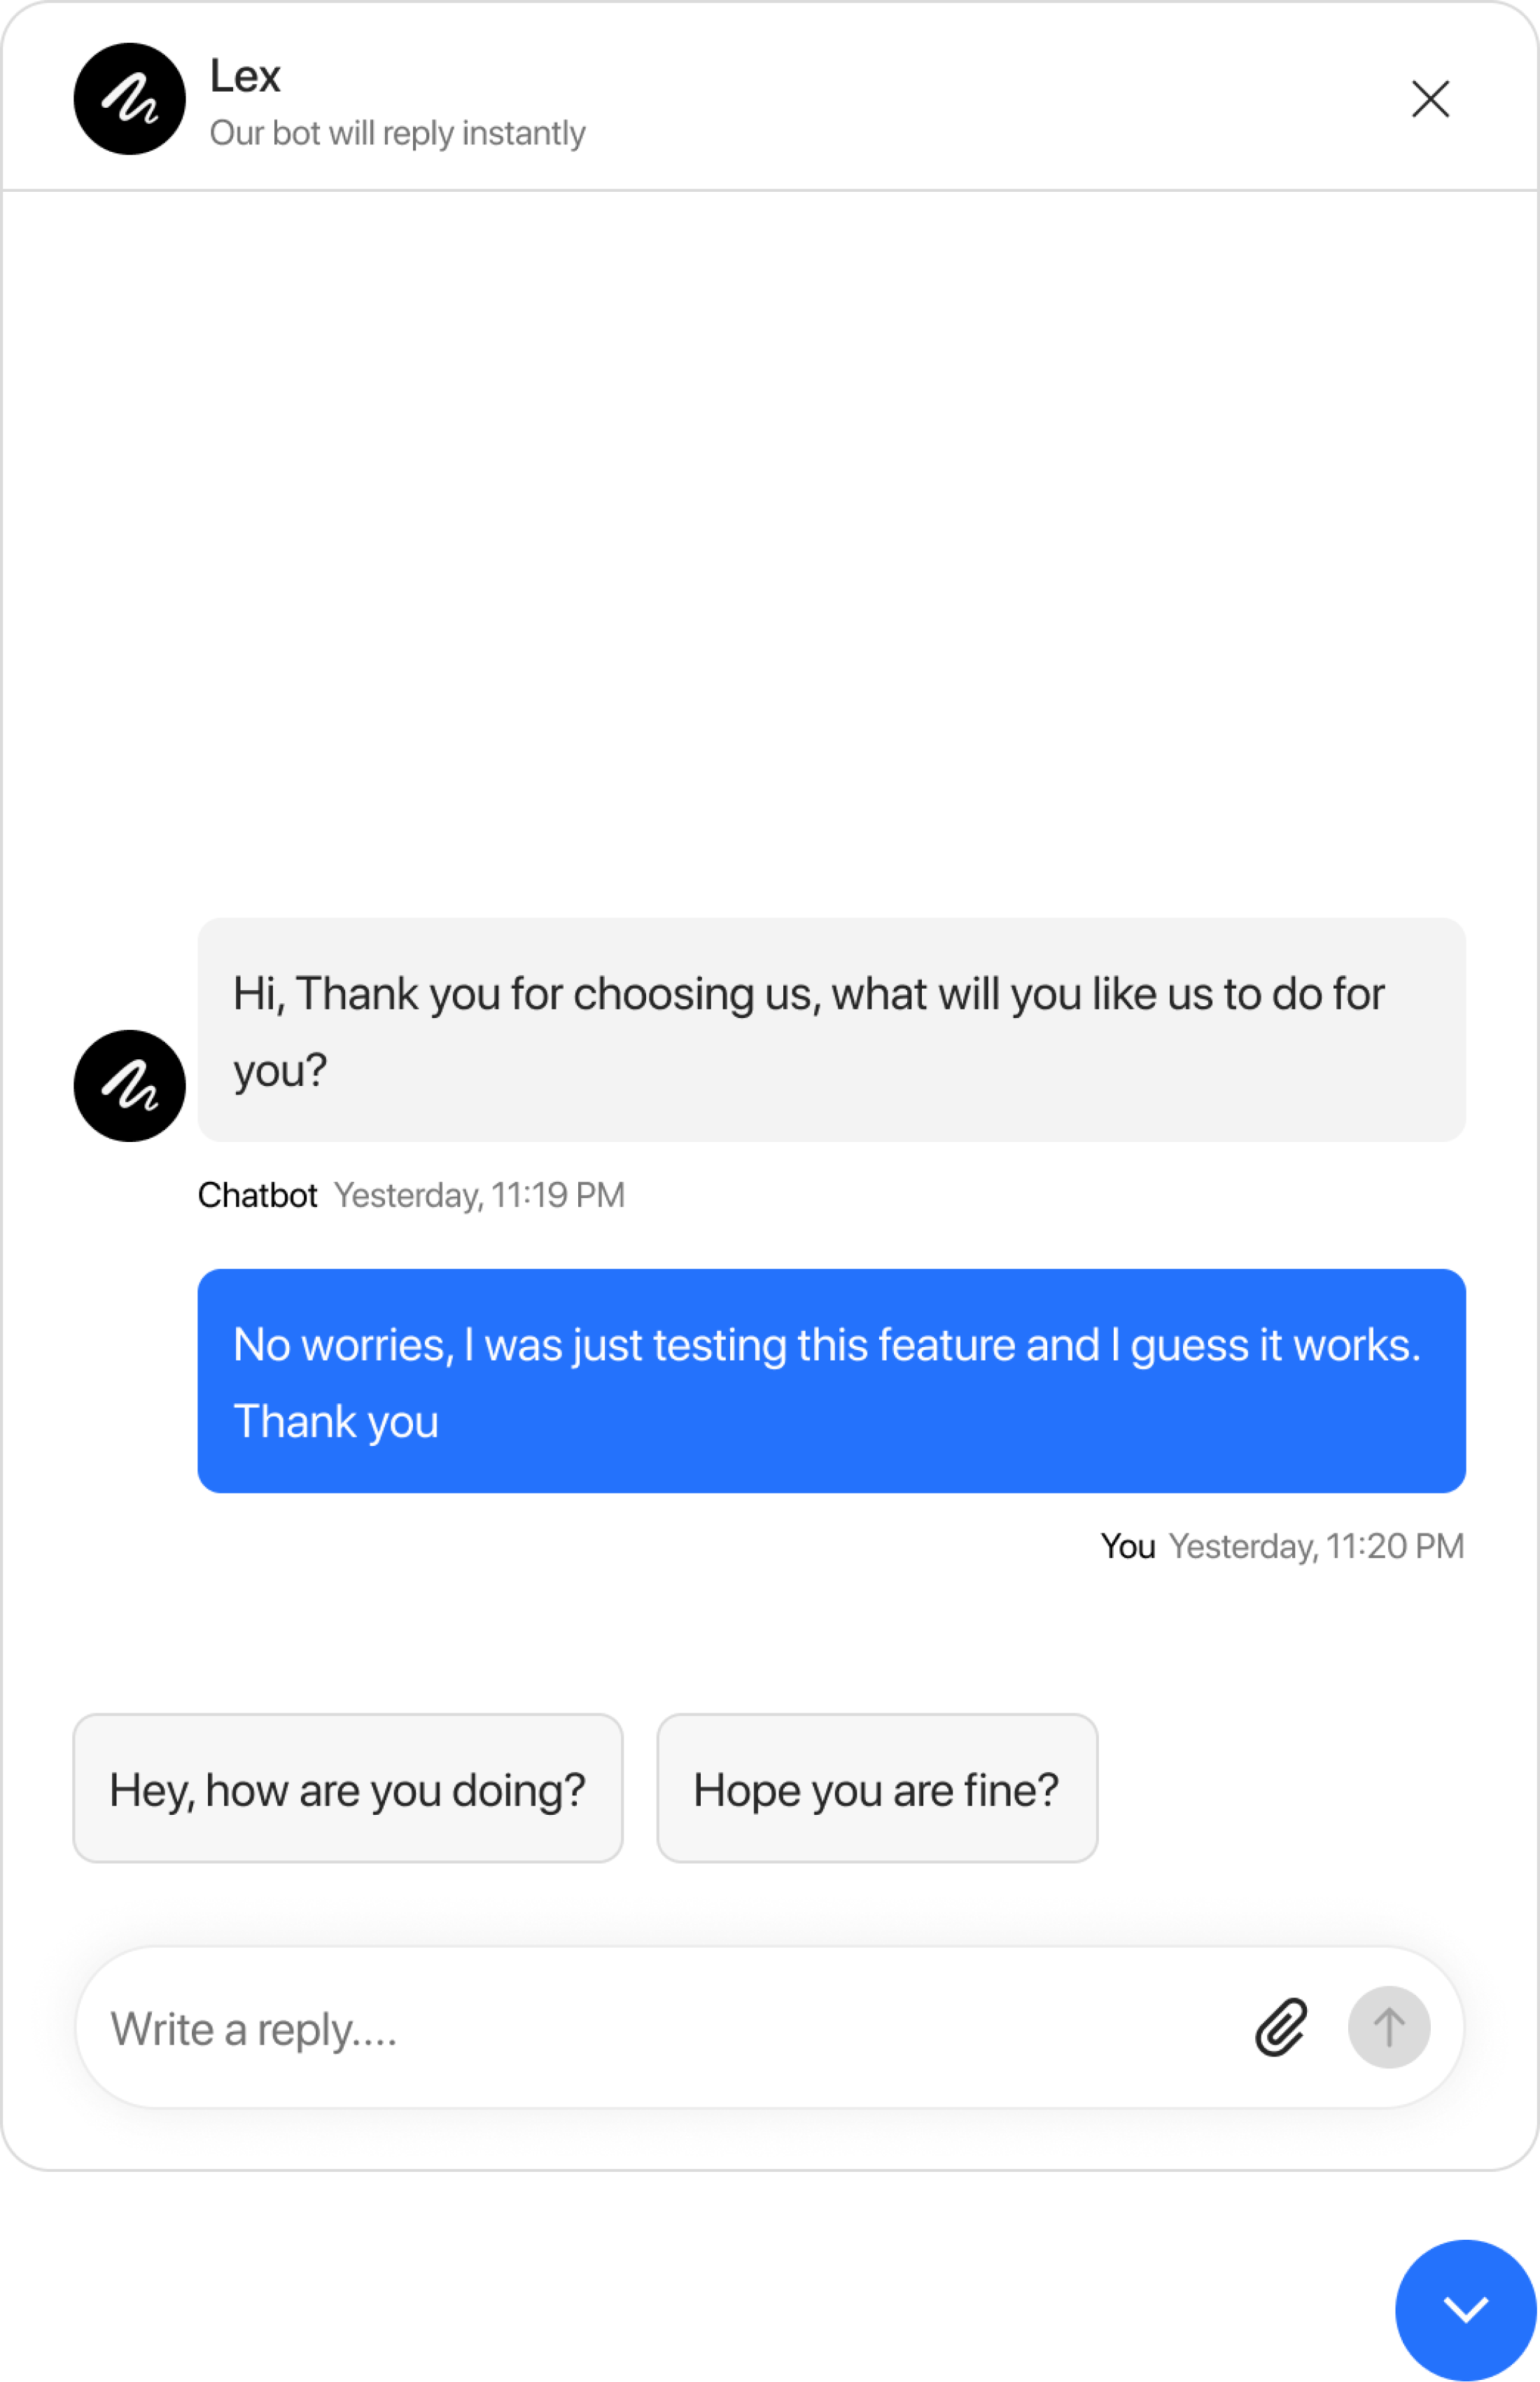 Lex
Our bot will reply instantly
Hi, Thank you for choosing us, what will you like us to do for
you?
Chatbot Yesterday, 11:19 PM
No worries, I was just testing this feature and I guess it works.
Thank you
You Yesterday, 11:20 PM
Hey, how are you doing?
Hope you are fine?
Write a reply....